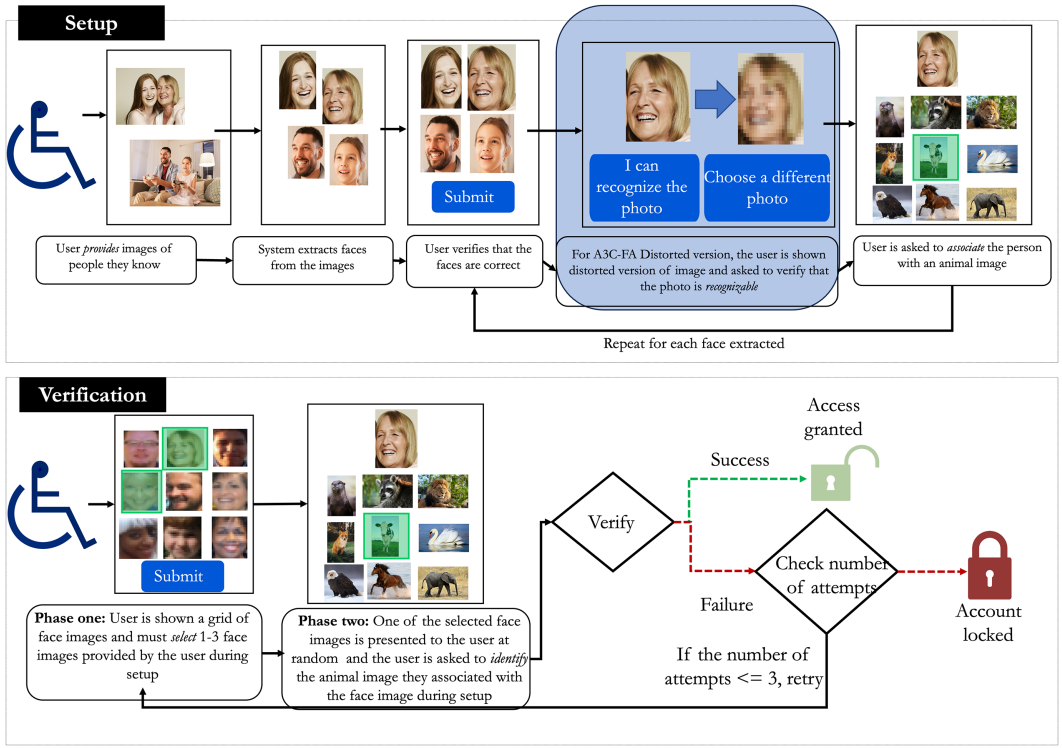 Setup
Submit
I can
recognize the
photo
Choose a different
photo
User provides images of
people they know
System extracts faces
from the images
User verifies that the
faces are correct
For A3C-FA Distorted version, the user is shown
distorted version of image and asked to verify that
the photo is recognizable
User is asked to associate the person
with an animal image
Repeat for each face extracted
Verification
Submit
Phase one: User is shown a grid of
face images and must select 1-3 face
images provided by the user during
setup
Phase two: One of the selected face
images is presented to the user at
random and the user is asked to identify
the animal image they associated with
the face image during setup
Verify
Success
Access
granted
Failure
Check number
of attempts
Account
locked
If the number of
attempts <= 3, retry